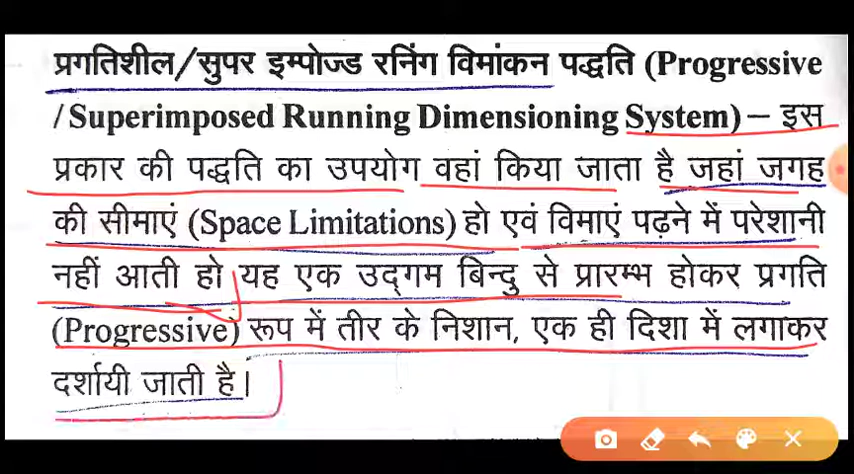 प्रगतिशील/सुपर इम्पोज्ड रनिंग विमांकन पद्धति (Progressive
/Superimposed Running Dimensioning System) – इस
प्रकार की पद्धति का उपयोग वहां किया जाता है जहां जगह
की सीमाएं (Space Limitations) हो एवं विमाएं पढ़ने में परेशानी
नहीं आती हो यह एक उद्गम बिन्दु से प्रारम्भ होकर प्रगति
(Progressive) रूप में तीर के निशान, एक ही दिशा में लगाकर
दर्शायी जाती है।